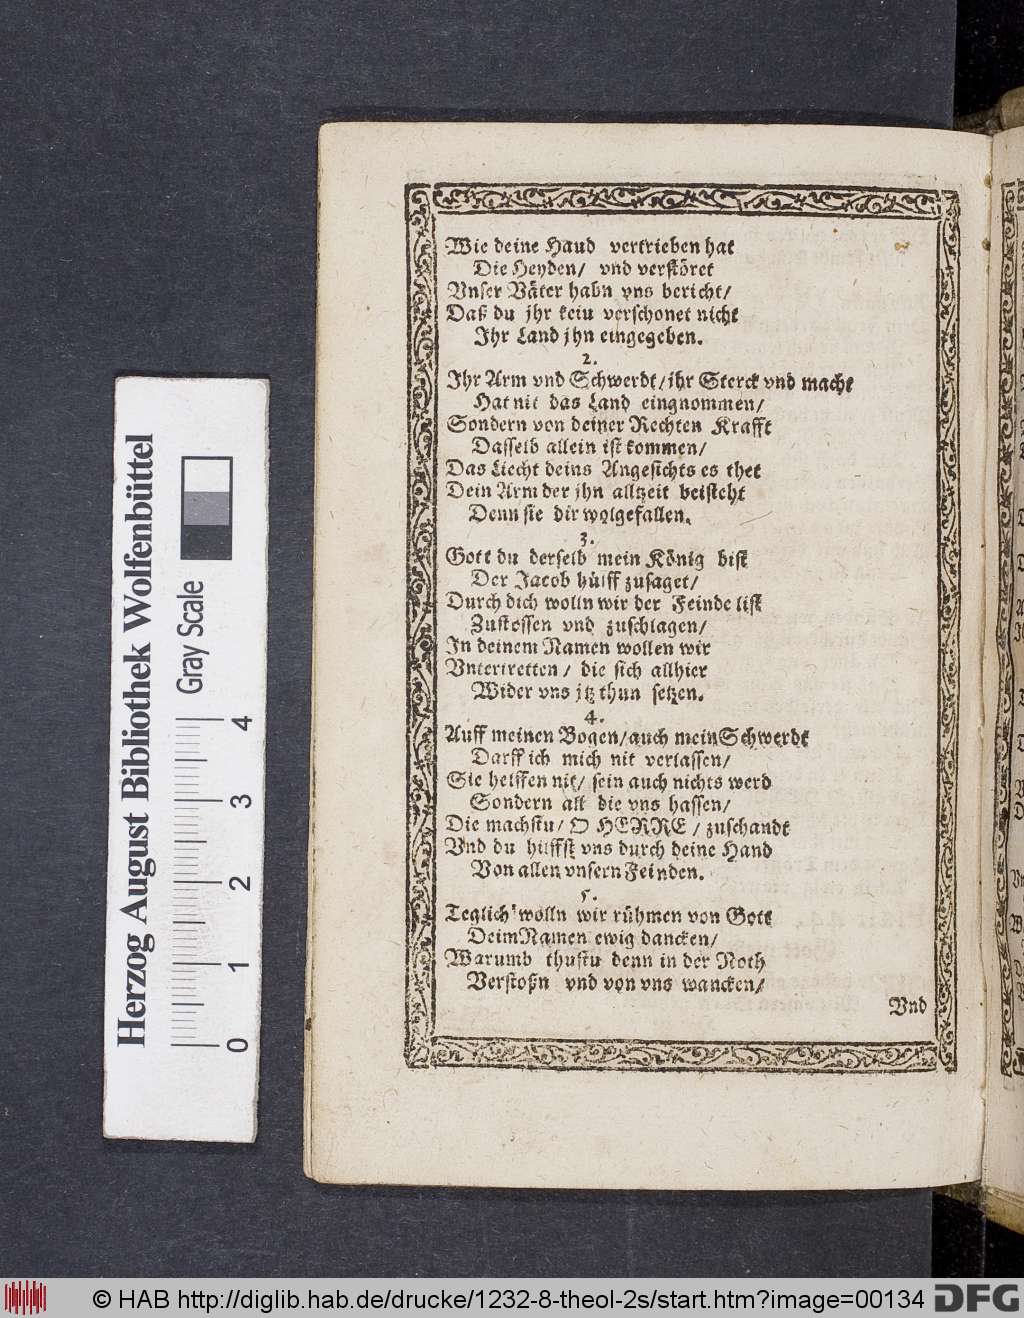 Wie deine Haud vertrieben hat
Die Heyden/ vnd verstöret
Vnser Väter habn vns bericht/
Daß du jhr keiu verschonet nicht
Ihr Land jhn eingegeben.
2.
Ihr Arm vnd Schwerdt/ jhr Sterck vnd macht
Hat nit das Land eingnommen/
Sondern von deiner Rechten Krafft
Dasselb allein ist kommen/
Das Liecht deins Angesichts es thet
Dein Arm der jhn alltzeit beisteht
Denn sie dir wolgefallen.
3.
Gott du derselb mein König bist
Der Jacob hülff zusaget/
Durch dich wolln wir der Feinde list
Zustossen vnd zuschlagen/
In deinem Namen wollen wir
Vntertretten/ die sich allhier
Wider vns jtz thun setzen.
4.
Auff meinen Bogen/ auch mein Schwerdt
Darff ich mich nit verlassen/
Sie helffen nit/ sein auch nichts werd
Sondern all die vns hassen/
Die machstu/ O HERRE/ zuschandt
Vnd du hilffst vns durch deine Hand
Von allen vnsern Feinden.
5.
Teglich wolln wir rühmen von Gott
Deim Namen ewig dancken/
Warumb thustu denn in der Noth
Verstoßn vnd von vns wancken/
Vnd
Herzog August Bibliothek Wolfenbüttel
Gray Scale
0 1 2 3 4
© HAB http://diglib.hab.de/drucke/1232-8-theol-2s/start.htm?image=00134
DFG